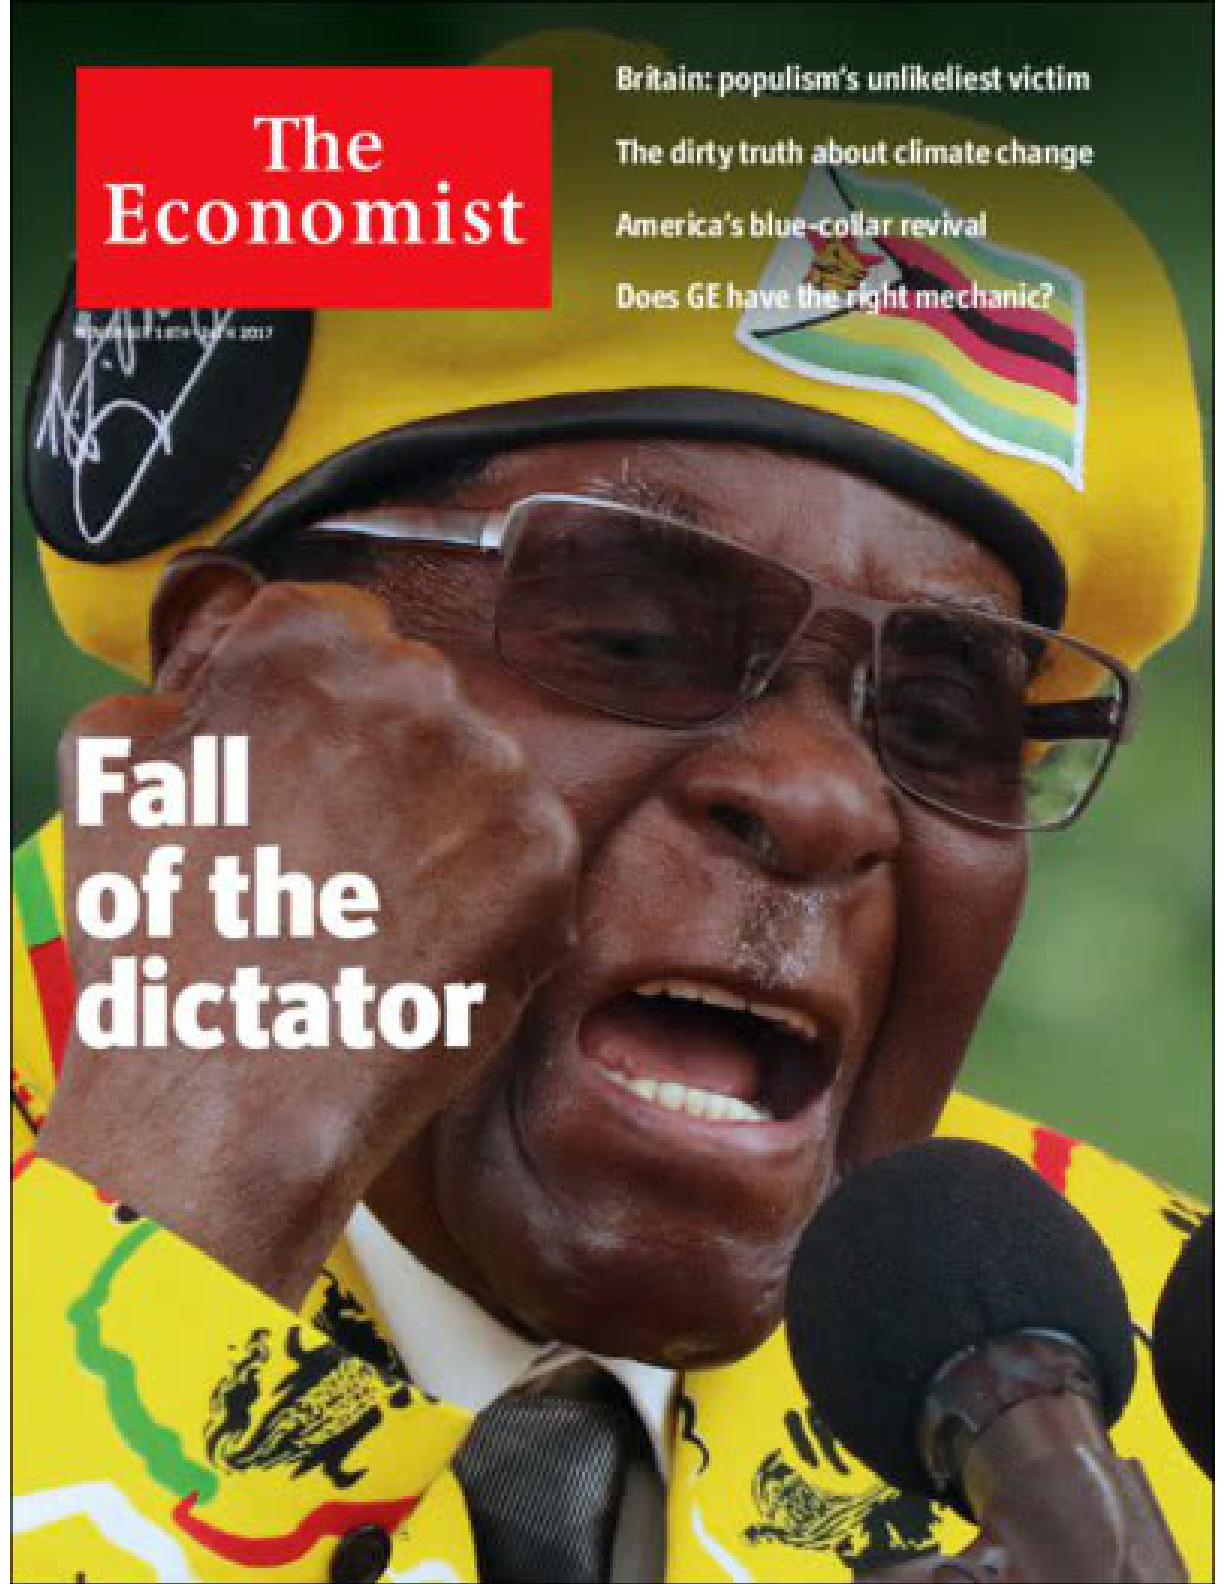 The
Economist
Britain: populism's unlikeliest victim
The dirty truth about climate change
America's blue-collar revival
Does GE have the right mechanic?
2017
Fall
of the
dictator